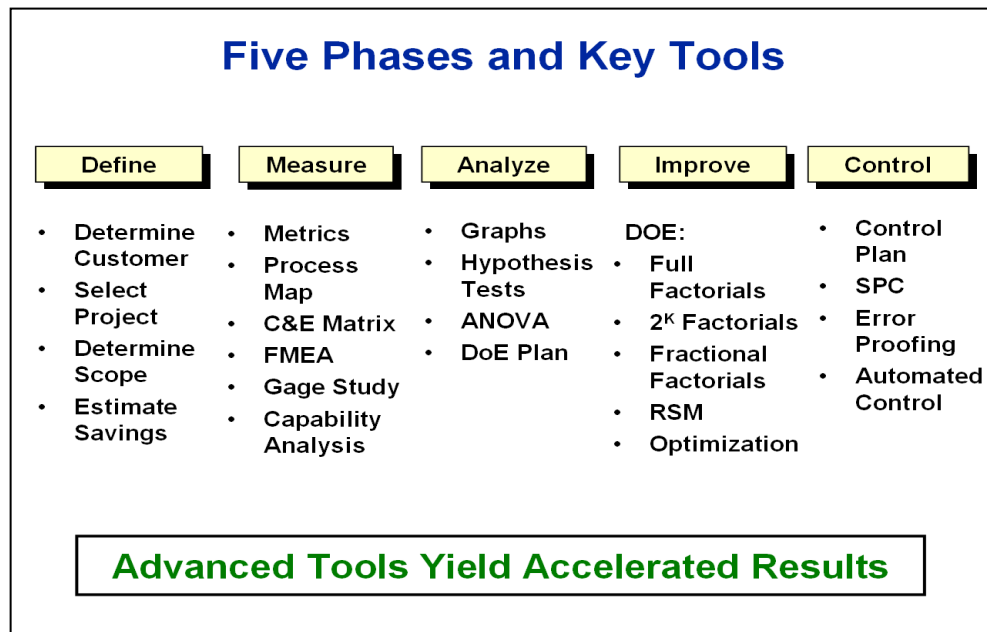 Five Phases and Key Tools
Define
• Determine
Customer
• Select
Project
• Determine
Scope
• Estimate
Savings
Measure
• Metrics
• Process
Map
• C&E Matrix
• FMEA
• Gage Study
• Capability
Analysis
Analyze
• Graphs
• Hypothesis
Tests
• ANOVA
• DoE Plan
Improve
DOE:
• Full
Factorials
• 2ᴷ Factorials
• Fractional
Factorials
• RSM
• Optimization
Control
• Control
Plan
• SPC
• Error
Proofing
• Automated
Control
Advanced Tools Yield Accelerated Results